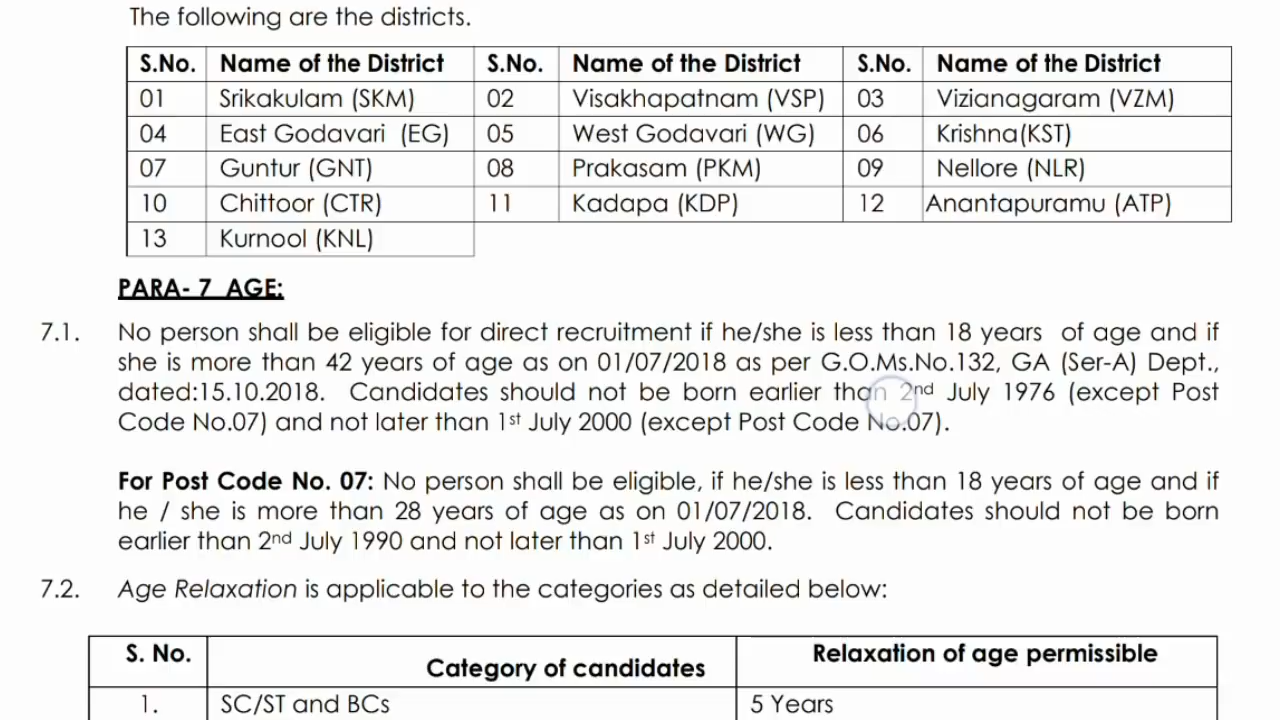 The following are the districts.
S.No. Name of the District S.No. Name of the District S.No. Name of the District
01 Srikakulam (SKM) 02 Visakhapatnam (VSP) 03 Vizianagaram (VZM)
04 East Godavari (EG) 05 West Godavari (WG) 06 Krishna(KST)
07 Guntur (GNT) 08 Prakasam (PKM) 09 Nellore (NLR)
10 Chittoor (CTR) 11 Kadapa (KDP) 12 Anantapuramu (ATP)
13 Kurnool (KNL)
PARA- 7 AGE:
7.1. No person shall be eligible for direct recruitment if he/she is less than 18 years of age and if
she is more than 42 years of age as on 01/07/2018 as per G.O.Ms.No.132, GA (Ser-A) Dept.,
dated:15.10.2018. Candidates should not be born earlier than 2nd July 1976 (except Post
Code No.07) and not later than 1st July 2000 (except Post Code No.07).
For Post Code No. 07: No person shall be eligible, if he/she is less than 18 years of age and if
he / she is more than 28 years of age as on 01/07/2018. Candidates should not be born
earlier than 2nd July 1990 and not later than 1st July 2000.
7.2. Age Relaxation is applicable to the categories as detailed below:
S. No. Category of candidates Relaxation of age permissible
1. SC/ST and BCs 5 Years